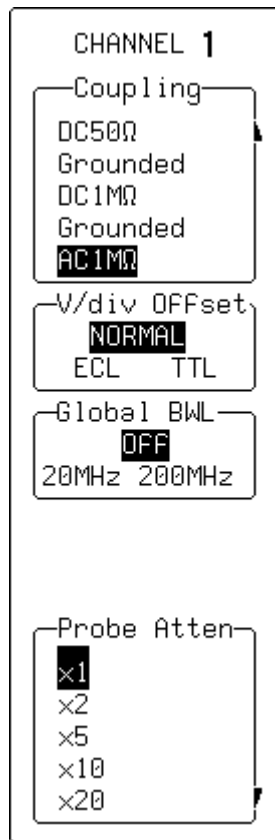 CHANNEL 1
Coupling
DC50Ω
Grounded
DC1MΩ
Grounded
AC1MΩ
V/div OFFset
NORMAL
ECL TTL
Global BWL
OFF
20MHz 200MHz
Probe Atten
×1
×2
×5
×10
×20